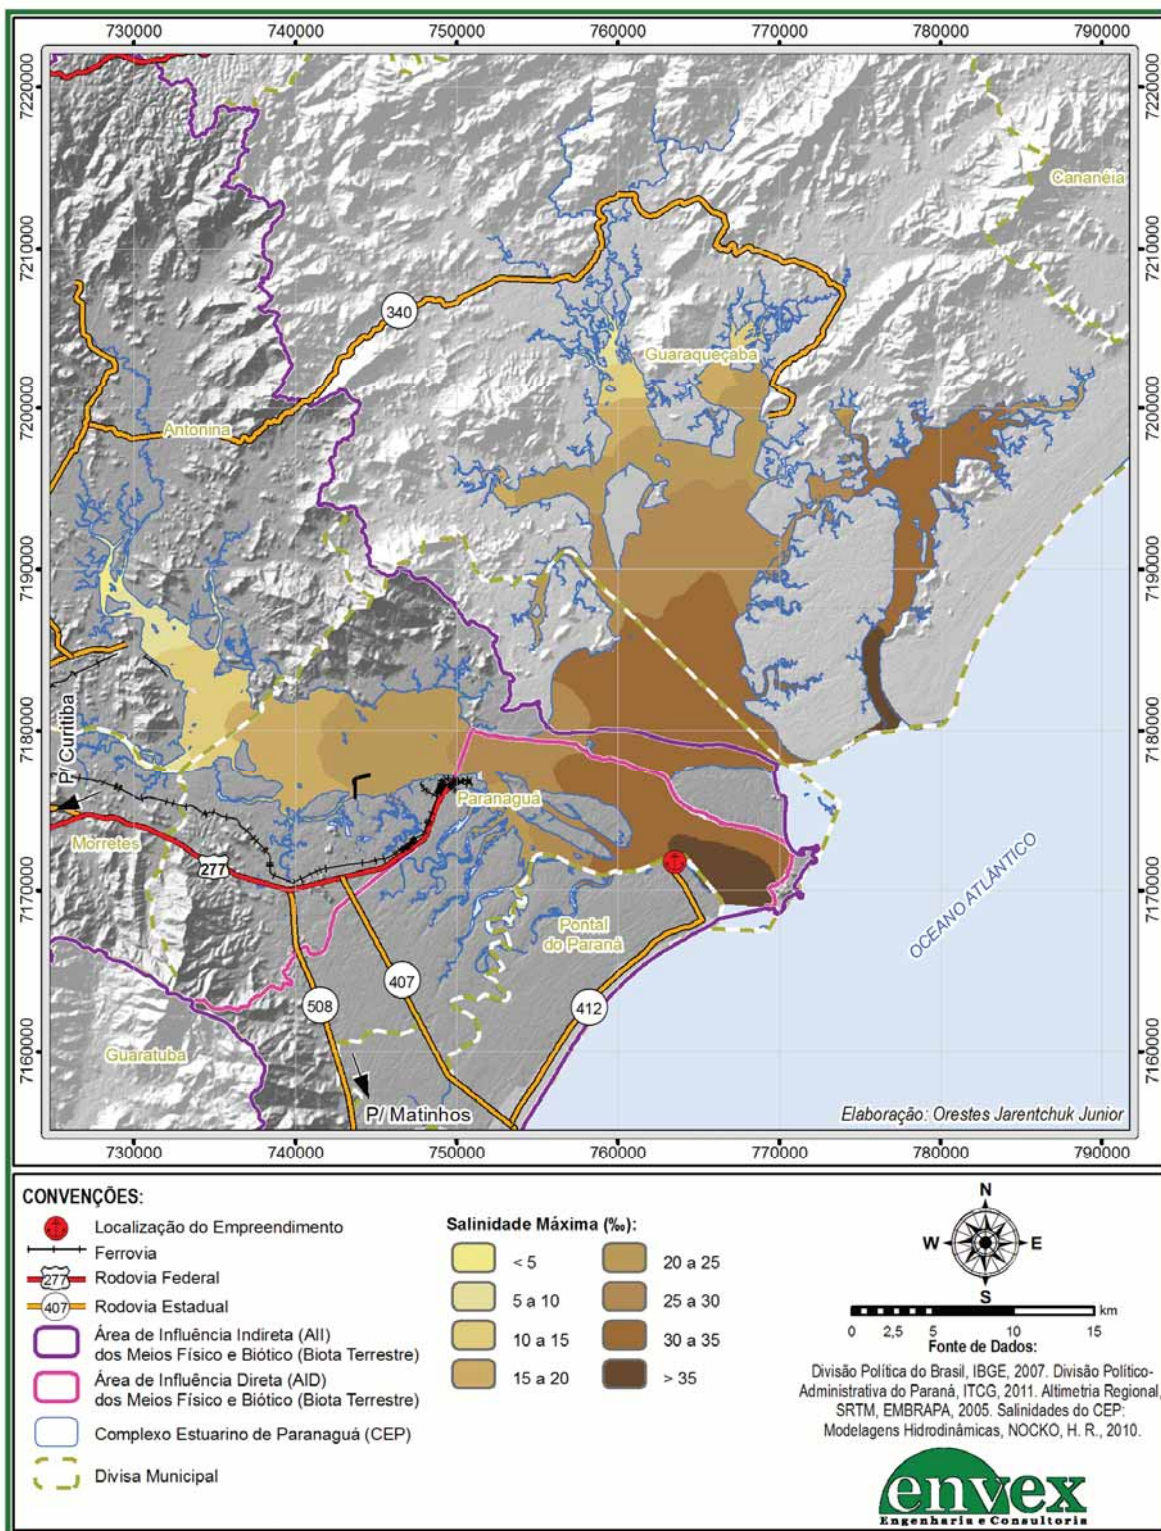 730000 740000 750000 760000 770000 780000 790000
7220000 7220000
Cananéia
7210000 7210000
340
Guaraqueçaba
7200000 7200000
Antonina
7190000 7190000
P/ Curitiba
7180000 7180000
Paranaguá
Morretes
277
OCEANO ATLÂNTICO
7170000 7170000
Pontal
do Paraná
407
508
412
7160000 7160000
Guaratuba
P/ Matinhos
Elaboração: Orestes Jarentchuk Junior
730000 740000 750000 760000 770000 780000 790000
CONVENÇÕES:
Localização do Empreendimento
Ferrovia
277 Rodovia Federal
407 Rodovia Estadual
Área de Influência Indireta (AII)
dos Meios Físico e Biótico (Biota Terrestre)
Área de Influência Direta (AID)
dos Meios Físico e Biótico (Biota Terrestre)
Complexo Estuarino de Paranaguá (CEP)
Divisa Municipal
Salinidade Máxima (‰):
< 5
5 a 10
10 a 15
15 a 20
20 a 25
25 a 30
30 a 35
> 35
N
W E
S
km
0 2,5 5 10 15
Fonte de Dados:
Divisão Política do Brasil, IBGE, 2007. Divisão Político-
Administrativa do Paraná, ITCG, 2011. Altimetria Regional,
SRTM, EMBRAPA, 2005. Salinidades do CEP:
Modelagens Hidrodinâmicas, NOCKO, H. R., 2010.
envex
Engenharia e Consultoria